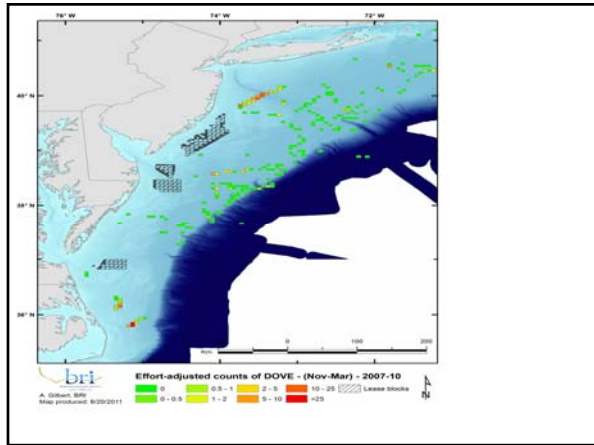 76° W 74° W 72° W
40° N
38° N
36° N
100 0 100 200
Effort-adjusted counts of DOVE - (Nov-Mar) - 2007-10
bri
A. Gilbert, BRI
Map produced: 6/20/2011
0 0.5 - 1 2 - 5 10 - 25 Lease blocks
0 - 0.5 1 - 2 5 - 10 >25
N